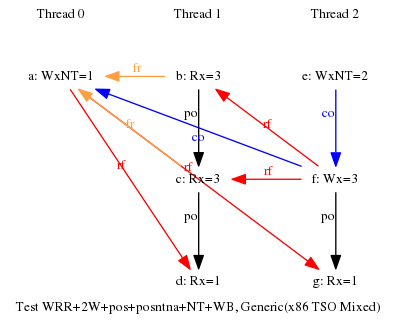 Thread 0 Thread 1 Thread 2
a: WxNT=1 fr b: Rx=3 e: WxNT=2
po co
fr co rf
rf rf c: Rx=3 rf f: Wx=3
po po
d: Rx=1 g: Rx=1
Test WRR+2W+pos+posntna+NT+WB, Generic(x86 TSO Mixed)